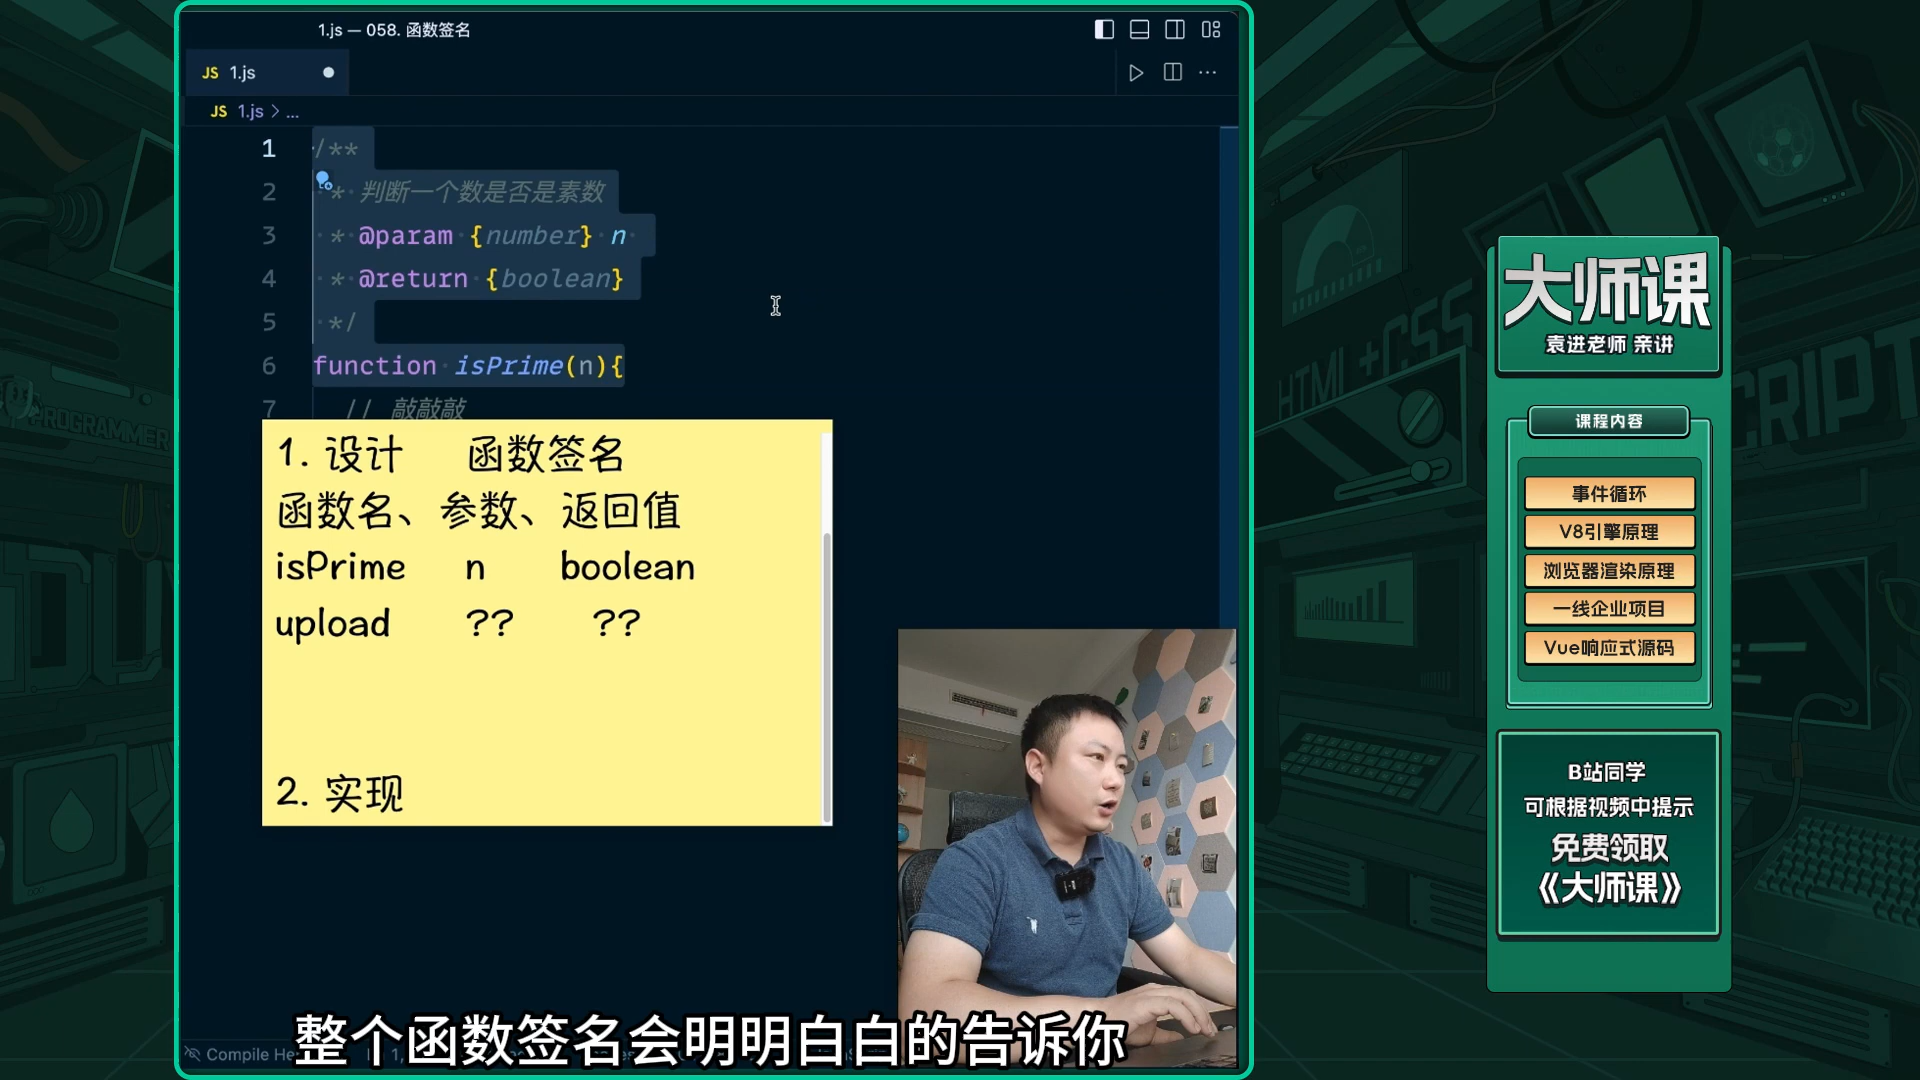 1.js — 058. 函数签名
JS 1.js
JS 1.js > ...
1 /**
2 * 判断一个数是否是素数
3 * @param {number} n
4 * @return {boolean}
5 */
6 function isPrime(n){
7 // 敲敲敲
1. 设计 函数签名
函数名、参数、返回值
isPrime n boolean
upload ?? ??
2. 实现
整个函数签名会明明白白的告诉你
Compile He
大师课
袁进老师 亲讲
课程内容
事件循环
V8引擎原理
浏览器渲染原理
一线企业项目
Vue响应式源码
B站同学
可根据视频中提示
免费领取
《大师课》
PROGRAMMER
HTML+CSS
CRIPT